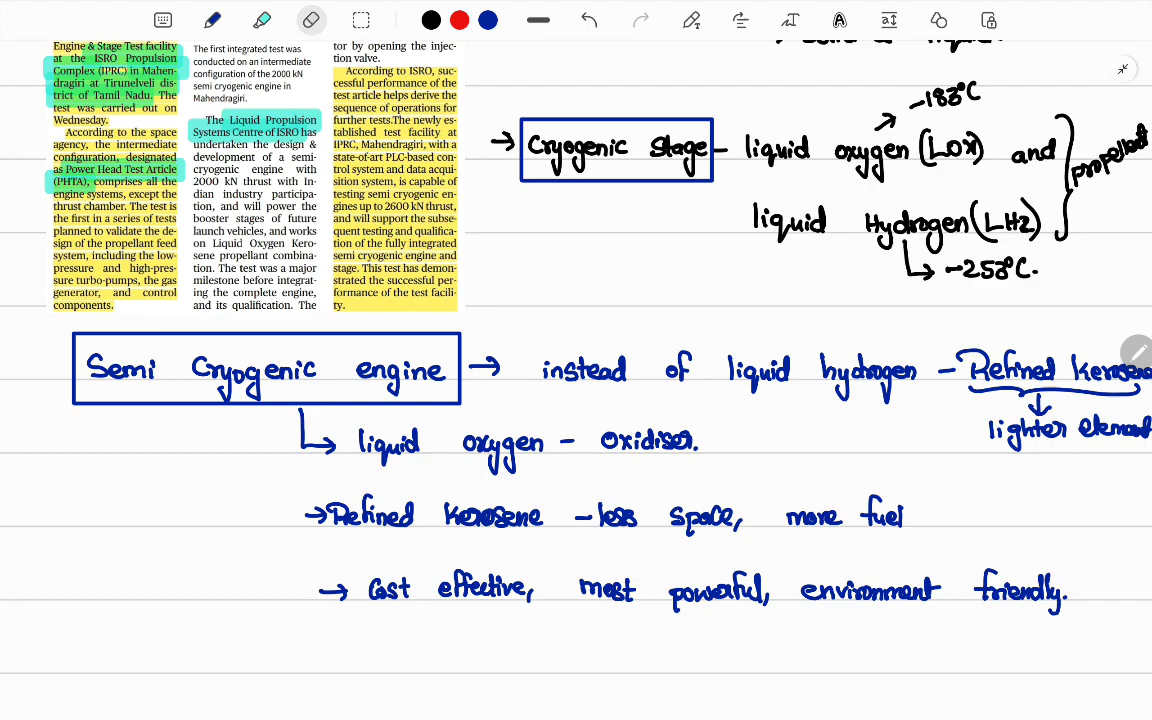 Engine & Stage Test facility
at the ISRO Propulsion
Complex (IPRC) in Mahen-
dragiri at Tirunelveli dis-
trict of Tamil Nadu. The
test was carried out on
Wednesday.
According to the space
agency, the intermediate
configuration, designated
as Power Head Test Article
(PHTA), comprises all the
engine systems, except the
thrust chamber. The test is
the first in a series of tests
planned to validate the de-
sign of the propellant feed
system, including the low-
pressure and high-pres-
sure turbo-pumps, the gas
generator, and control
components.
The first integrated test was
conducted on an intermediate
configuration of the 2000 kN
semi cryogenic engine in
Mahendragiri.
The Liquid Propulsion
Systems Centre of ISRO has
undertaken the design &
development of a semi-
cryogenic engine with
2000 kN thrust with In-
dian industry participa-
tion, and will power the
booster stages of future
launch vehicles, and works
on Liquid Oxygen Kero-
sene propellant combina-
tion. The test was a major
milestone before integrat-
ing the complete engine,
and its qualification. The
tor by opening the injec-
tion valve.
According to ISRO, suc-
cessful performance of the
test article helps derive the
sequence of operations for
further tests.The newly es-
tablished test facility at
IPRC, Mahendragiri, with a
state-of-art PLC-based con-
trol system and data acqui-
sition system, is capable of
testing semi cryogenic en-
gines up to 2600 kN thrust,
and will support the subse-
quent testing and qualifica-
tion of the fully integrated
semi cryogenic engine and
stage. This test has demon-
strated the successful per-
formance of the test facili-
ty.
-183°C
→ Cryogenic Stage - liquid oxygen (LOX) and
propellant
liquid Hydrogen (LH2)
→ -253°C.
Semi Cryogenic engine → instead of liquid hydrogen - Refined Kerosene
lighter element
→ liquid oxygen - Oxidiser.
→ Refined Kerosene - less space, more fuel
→ Cost effective, most powerful, environment friendly.